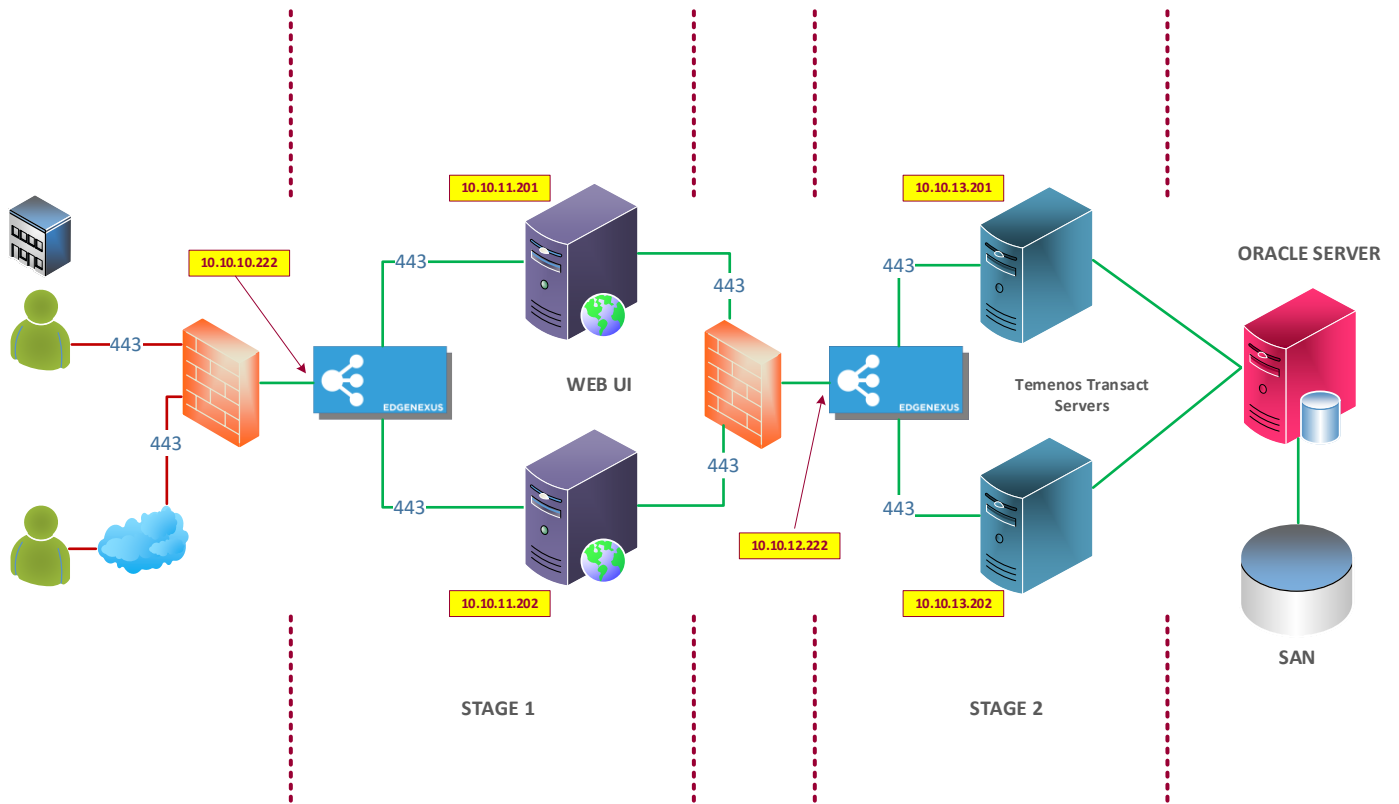 10.10.11.201
10.10.13.201
10.10.10.222
443
443
ORACLE SERVER
443
443
443
EDGENEXUS
WEB UI
EDGENEXUS
Temenos Transact
Servers
443
443
443
443
10.10.12.222
10.10.11.202
10.10.13.202
SAN
STAGE 1
STAGE 2